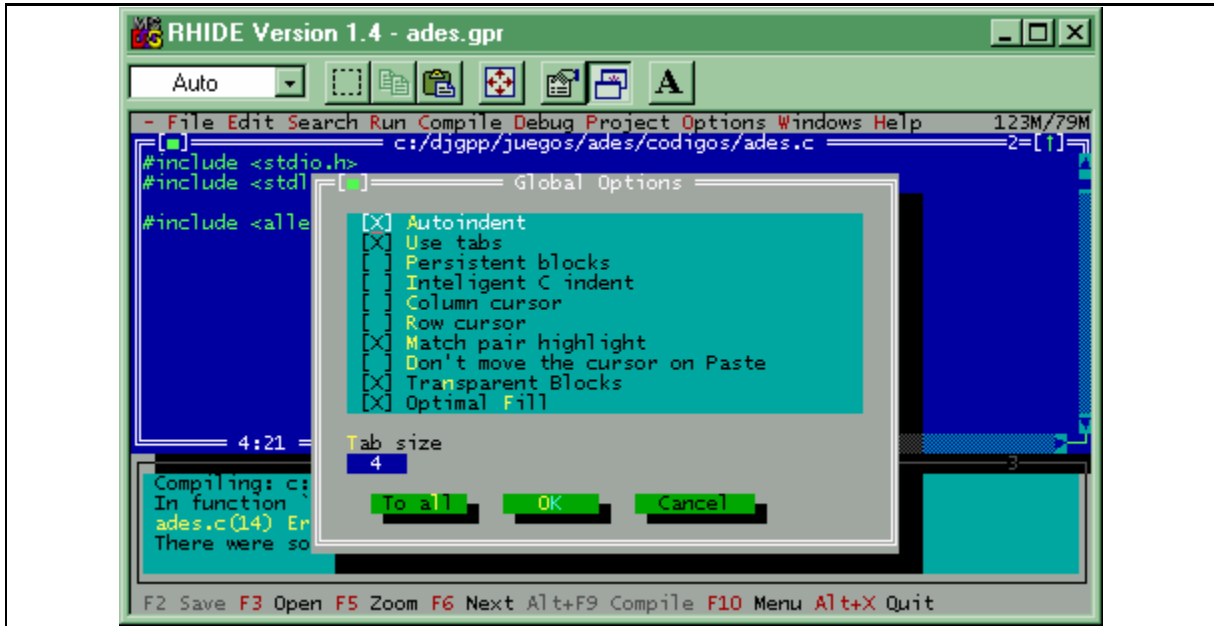 RHIDE Version 1.4 - ades.gpr
Auto A
- File Edit Search Run Compile Debug Project Options Windows Help 123M/79M
[■] c:/djgpp/juegos/ades/codigos/ades.c 2=[↑]
#include <stdio.h>
#include <stdl
#include <alle
[■] Global Options
[X] Autoindent
[X] Use tabs
[ ] Persistent blocks
[ ] Inteligent C indent
[ ] Column cursor
[ ] Row cursor
[X] Match pair highlight
[ ] Don't move the cursor on Paste
[X] Transparent Blocks
[X] Optimal Fill
4:21
Tab size
4
To all OK Cancel
3
Compiling: c:
In function `
ades.c(14) Er
There were so
F2 Save F3 Open F5 Zoom F6 Next Alt+F9 Compile F10 Menu Alt+X Quit